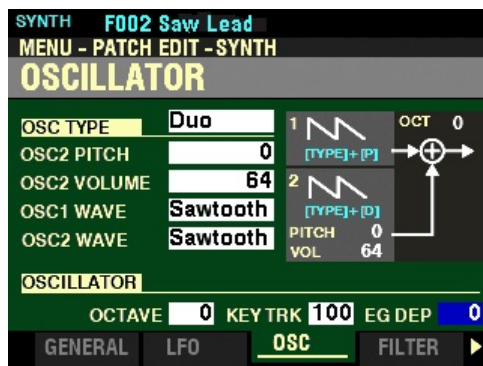 SYNTH F002 Saw Lead
MENU - PATCH EDIT - SYNTH
OSCILLATOR
OSC TYPE Duo
OSC2 PITCH 0
OSC2 VOLUME 64
OSC1 WAVE Sawtooth
OSC2 WAVE Sawtooth
1 OCT 0
[TYPE]+[P]
2
[TYPE]+[D]
PITCH 0
VOL 64
OSCILLATOR
OCTAVE 0 KEY TRK 100 EG DEP 0
GENERAL LFO OSC FILTER